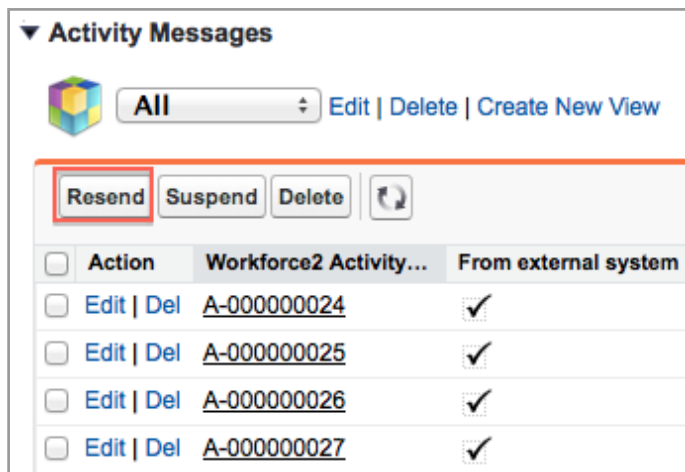 Activity Messages
All Edit | Delete | Create New View
Resend Suspend Delete
Action Workforce2 Activity... From external system
Edit | Del A-000000024
Edit | Del A-000000025
Edit | Del A-000000026
Edit | Del A-000000027